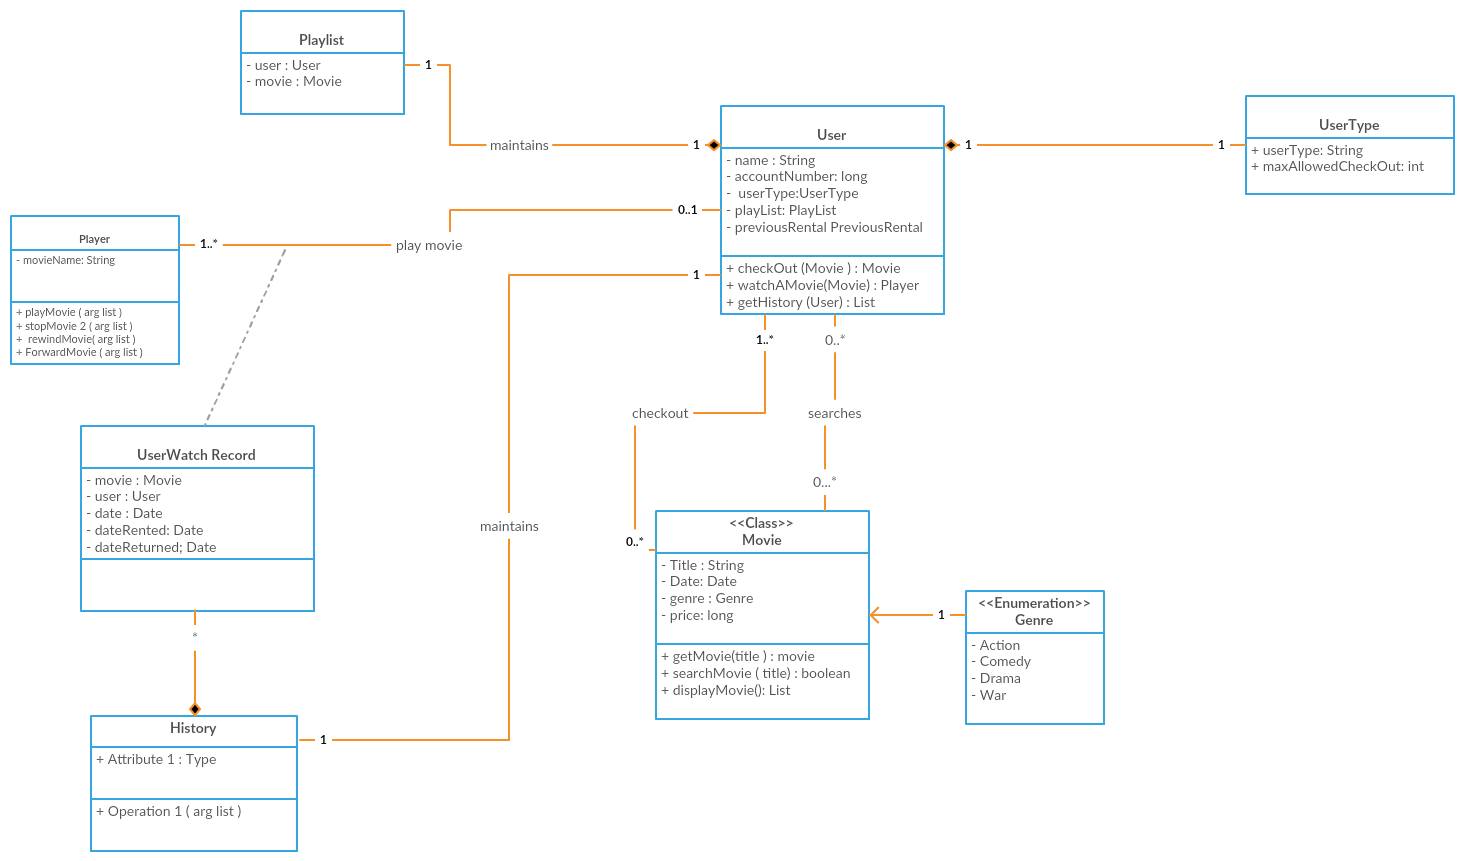 Playlist
- user : User
- movie : Movie
1
maintains
1
User
- name : String
- accountNumber: long
-  userType:UserType
- playList: PlayList
- previousRental PreviousRental
+ checkOut (Movie ) : Movie
+ watchAMovie(Movie) : Player
+ getHistory (User) : List
1
1
UserType
+ userType: String
+ maxAllowedCheckOut: int
Player
- movieName: String
+ playMovie ( arg list )
+ stopMovie 2 ( arg list )
+  rewindMovie( arg list )
+ ForwardMovie ( arg list )
1..*
play movie
0..1
1
maintains
1
UserWatch Record
- movie : Movie
- user : User
- date : Date
- dateRented: Date
- dateReturned; Date
*
History
+ Attribute 1 : Type
+ Operation 1 ( arg list )
1..*
checkout
0..*
0..*
searches
0...*
<<Class>>
Movie
- Title : String
- Date: Date
- genre : Genre
- price: long
+ getMovie(title ) : movie
+ searchMovie ( title) : boolean
+ displayMovie(): List
1
<<Enumeration>>
Genre
- Action
- Comedy
- Drama
- War